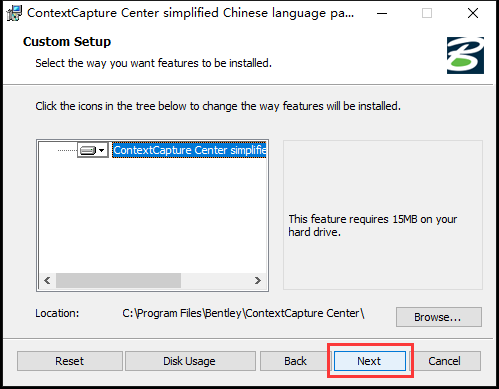 ContextCapture Center simplified Chinese language pa...
Custom Setup
Select the way you want features to be installed.
Click the icons in the tree below to change the way features will be installed.
ContextCapture Center simplifie
This feature requires 15MB on your
hard drive.
Location: C:\Program Files\Bentley\ContextCapture Center\
Browse...
Reset Disk Usage Back Next Cancel